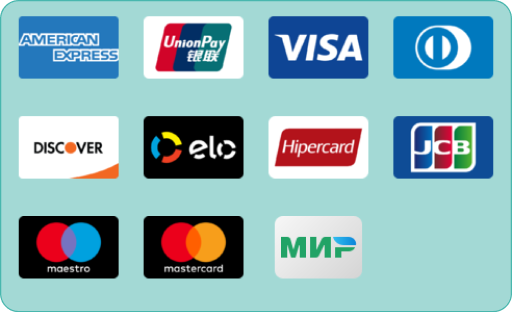 AMERICAN
EXPRESS
UnionPay
银联
VISA
DISCOVER
elo
Hipercard
JCB
maestro
mastercard
МИР